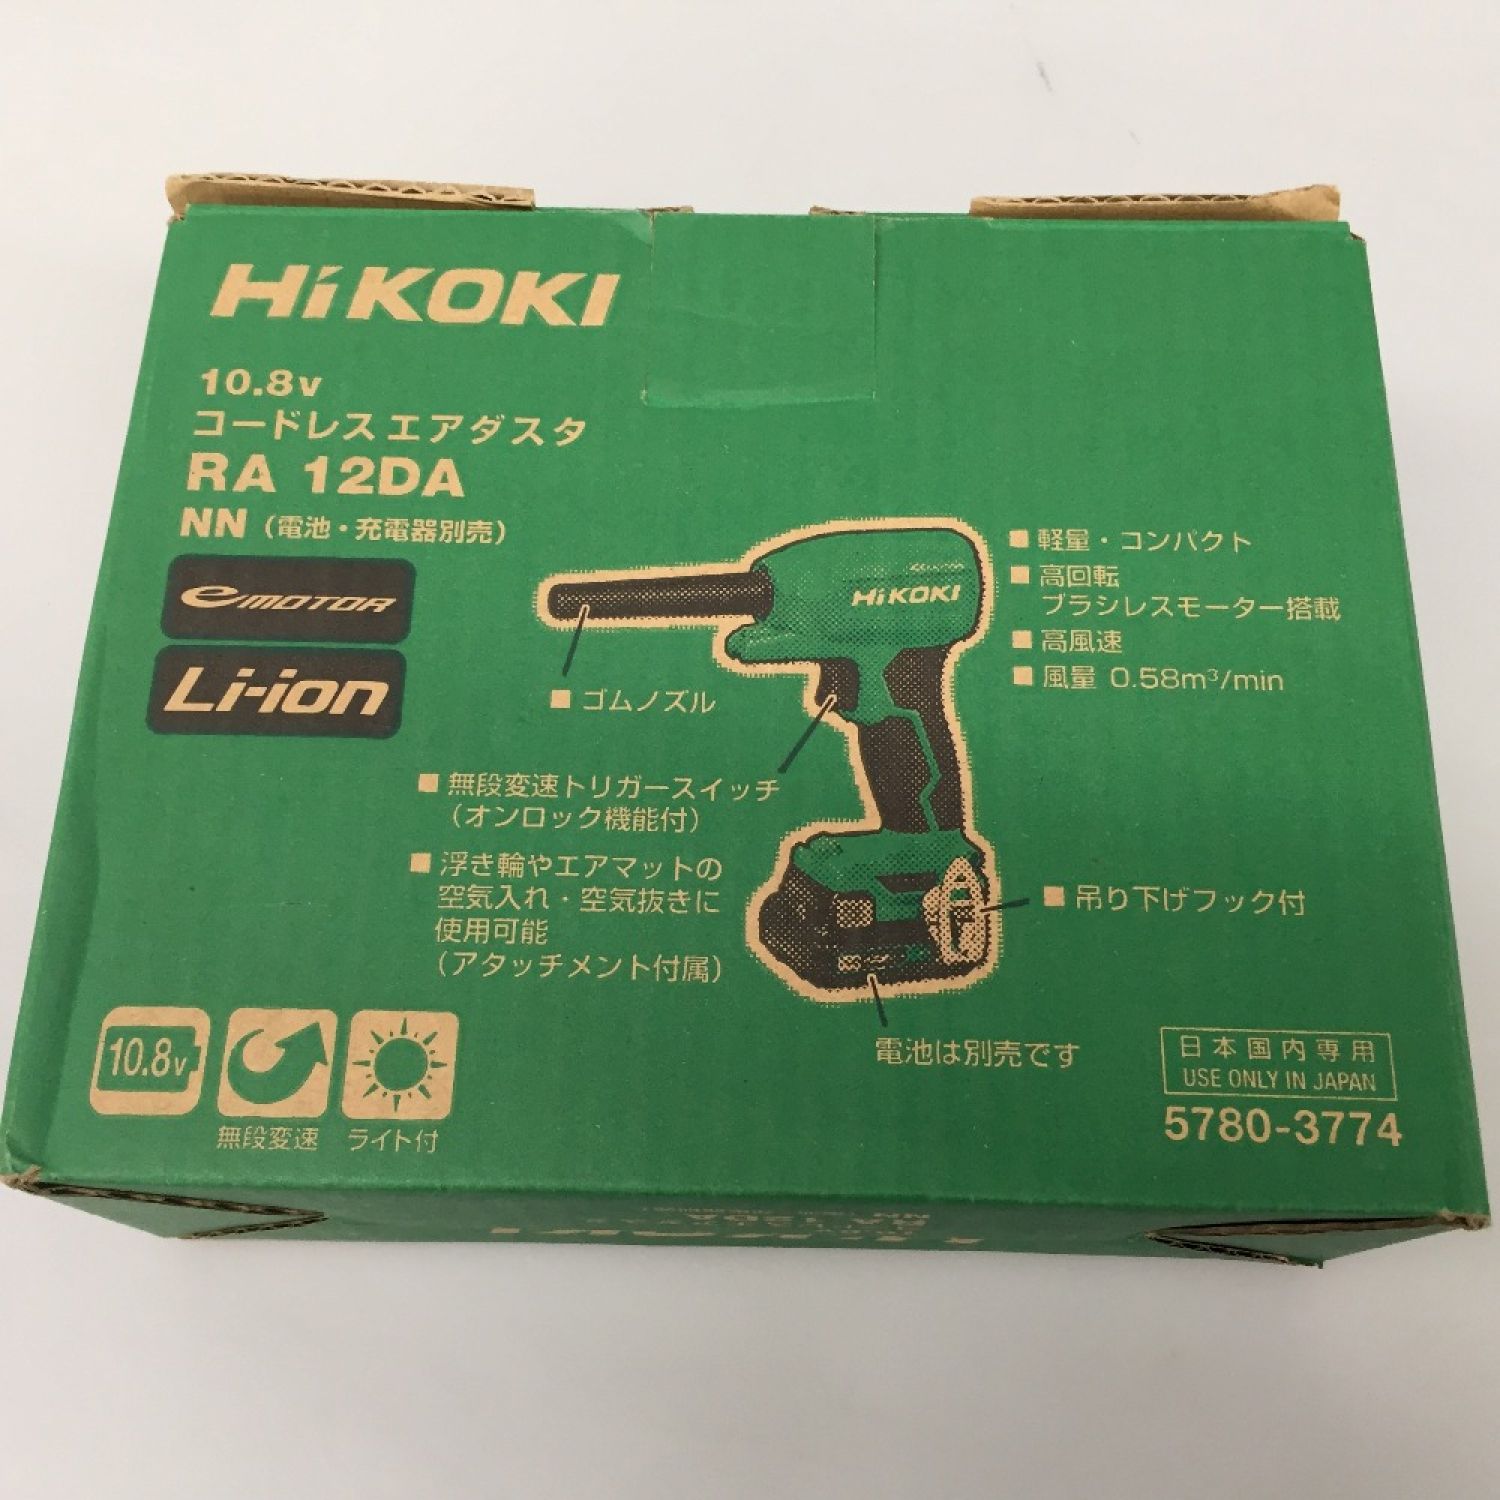 HiKOKI
10.8v
コードレスエアダスタ
RA 12DA
NN (電池・充電器別売)
e MOTOR
Li-ion
HiKOKI
■ 軽量・コンパクト
■ 高回転
ブラシレスモーター搭載
■ 高風速
■ 風量 0.58m³/min
■ ゴムノズル
■ 無段変速トリガースイッチ
(オンロック機能付)
■ 浮き輪やエアマットの
空気入れ・空気抜きに
使用可能
(アタッチメント付属)
■ 吊り下げフック付
電池は別売です
10.8v
無段変速
ライト付
日本国内専用
USE ONLY IN JAPAN
5780-3774
RA 12DA